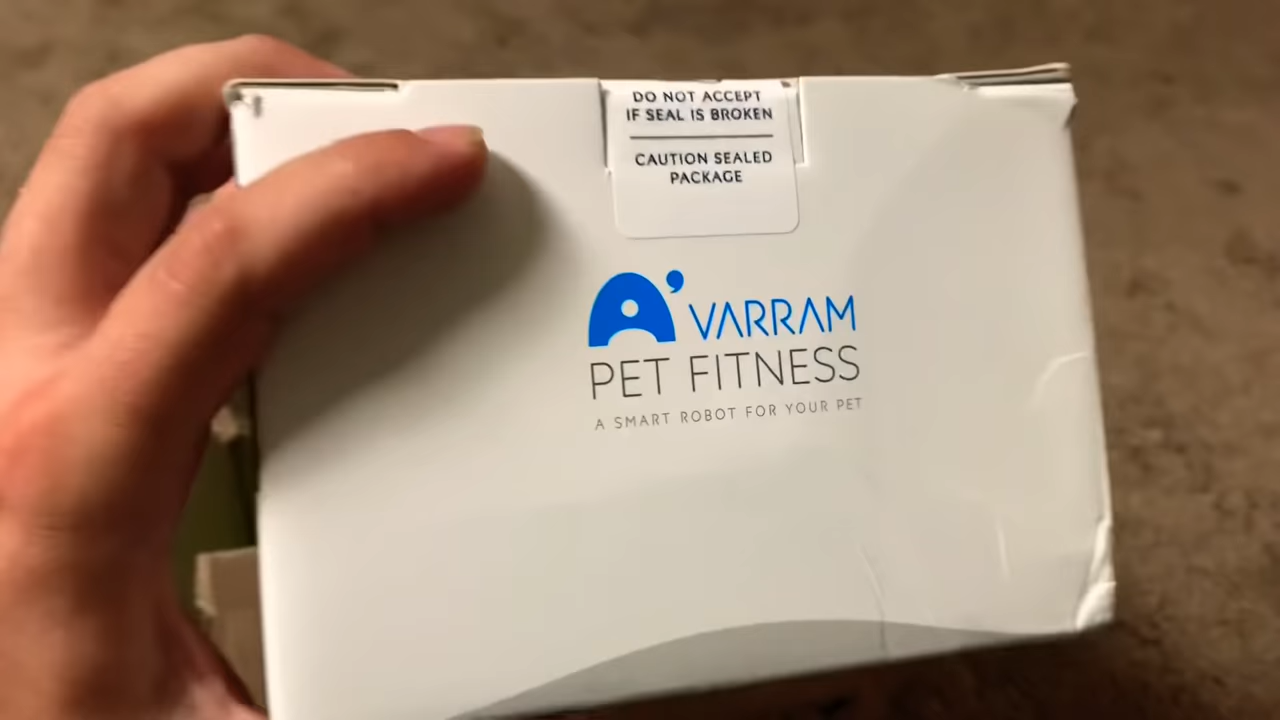 DO NOT ACCEPT
IF SEAL IS BROKEN
CAUTION SEALED
PACKAGE
VARRAM
PET FITNESS
A SMART ROBOT FOR YOUR PET